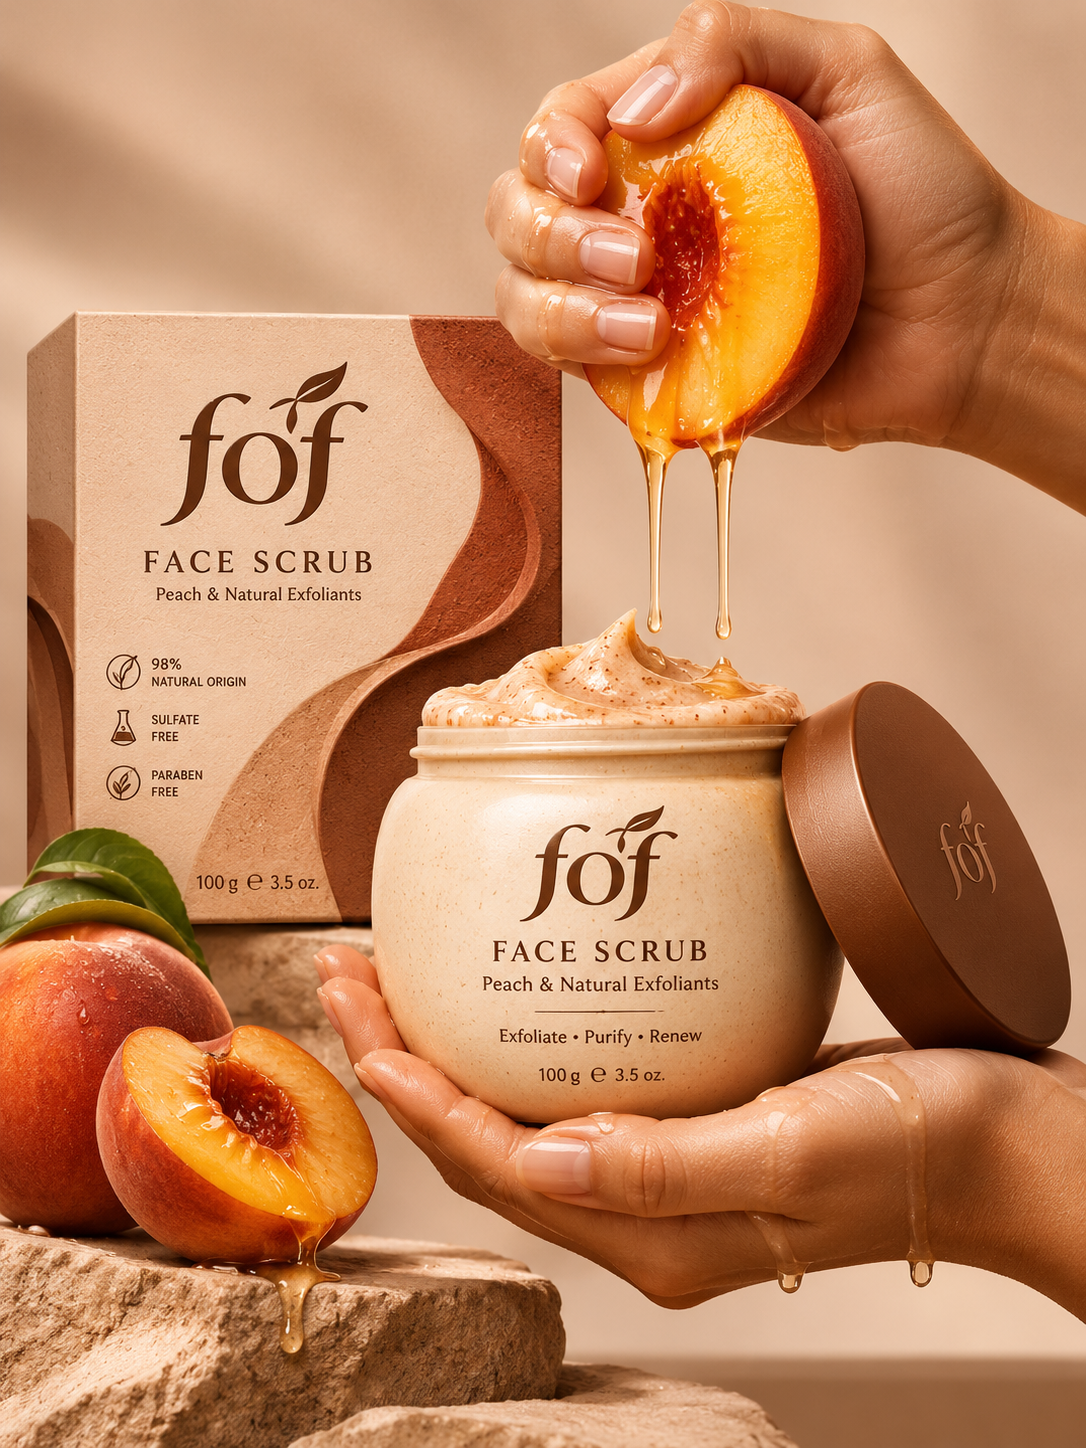 fof
FACE SCRUB
Peach & Natural Exfoliants
98%
NATURAL ORIGIN
SULFATE
FREE
PARABEN
FREE
100 g ℮ 3.5 oz.
fof
FACE SCRUB
Peach & Natural Exfoliants
Exfoliate • Purify • Renew
100 g ℮ 3.5 oz.
fof